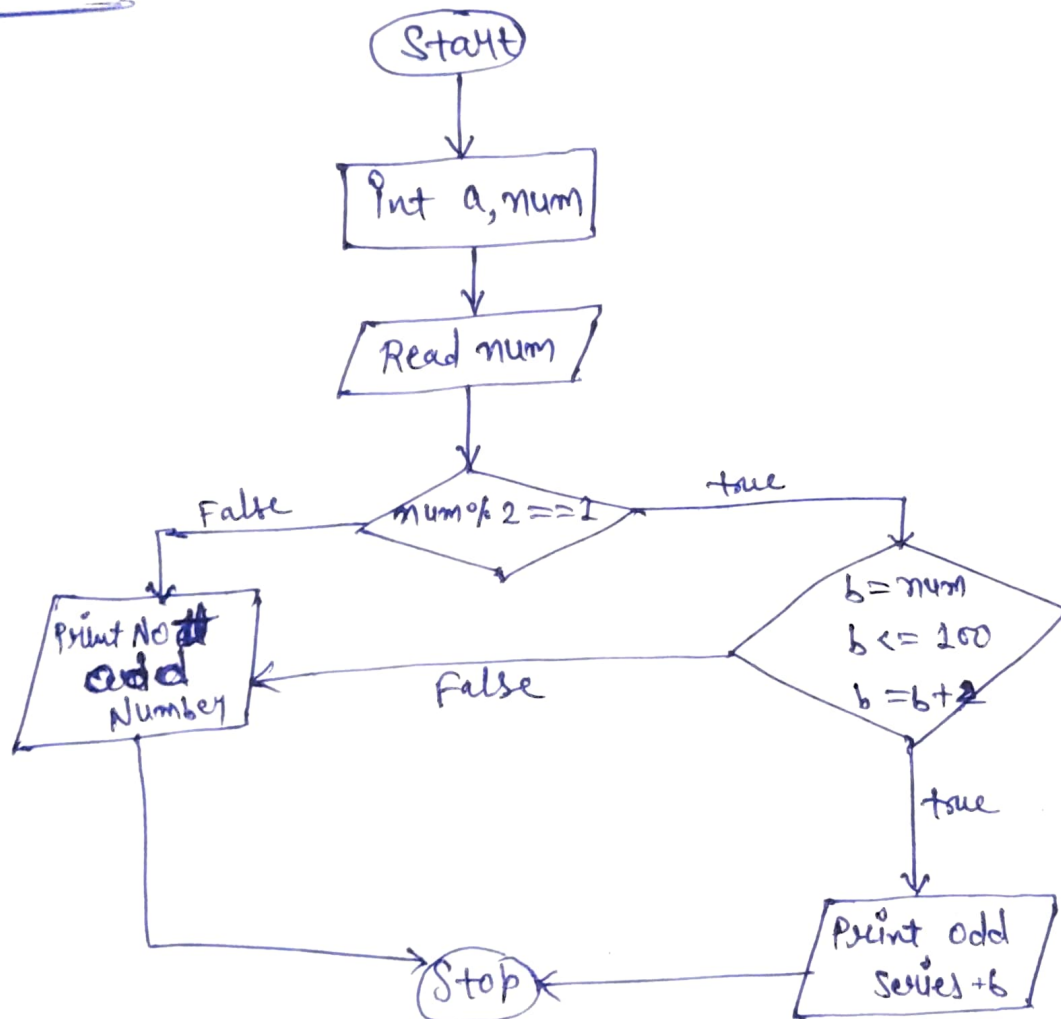 Start
int a, num
Read num
num % 2 == 1
False
true
Print No
odd
Number
b = num
b <= 100
b = b+2
False
true
Print odd
series + b
Stop